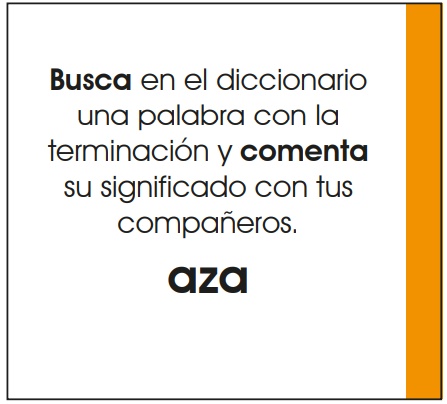 Busca en el diccionario
una palabra con la
terminación y comenta
su significado con tus
compañeros.
aza